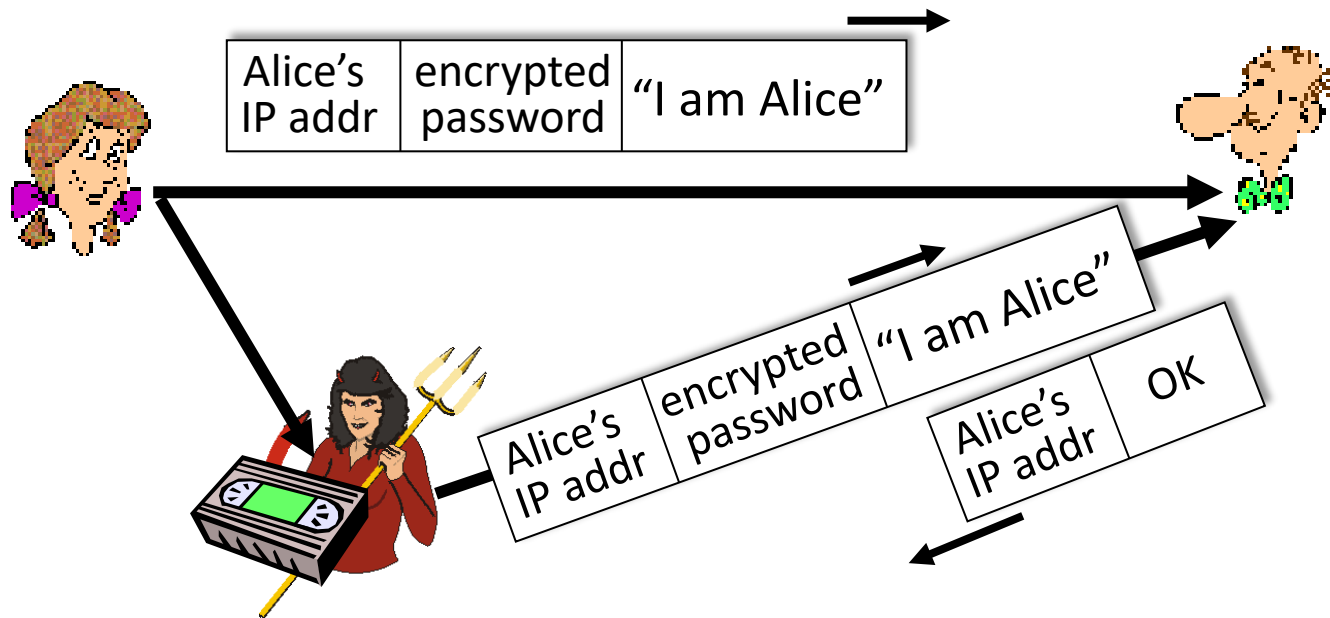 Alice’s
IP addr
encrypted
password
“I am Alice”
Alice’s
IP addr
encrypted
password
“I am Alice”
Alice’s
IP addr
OK